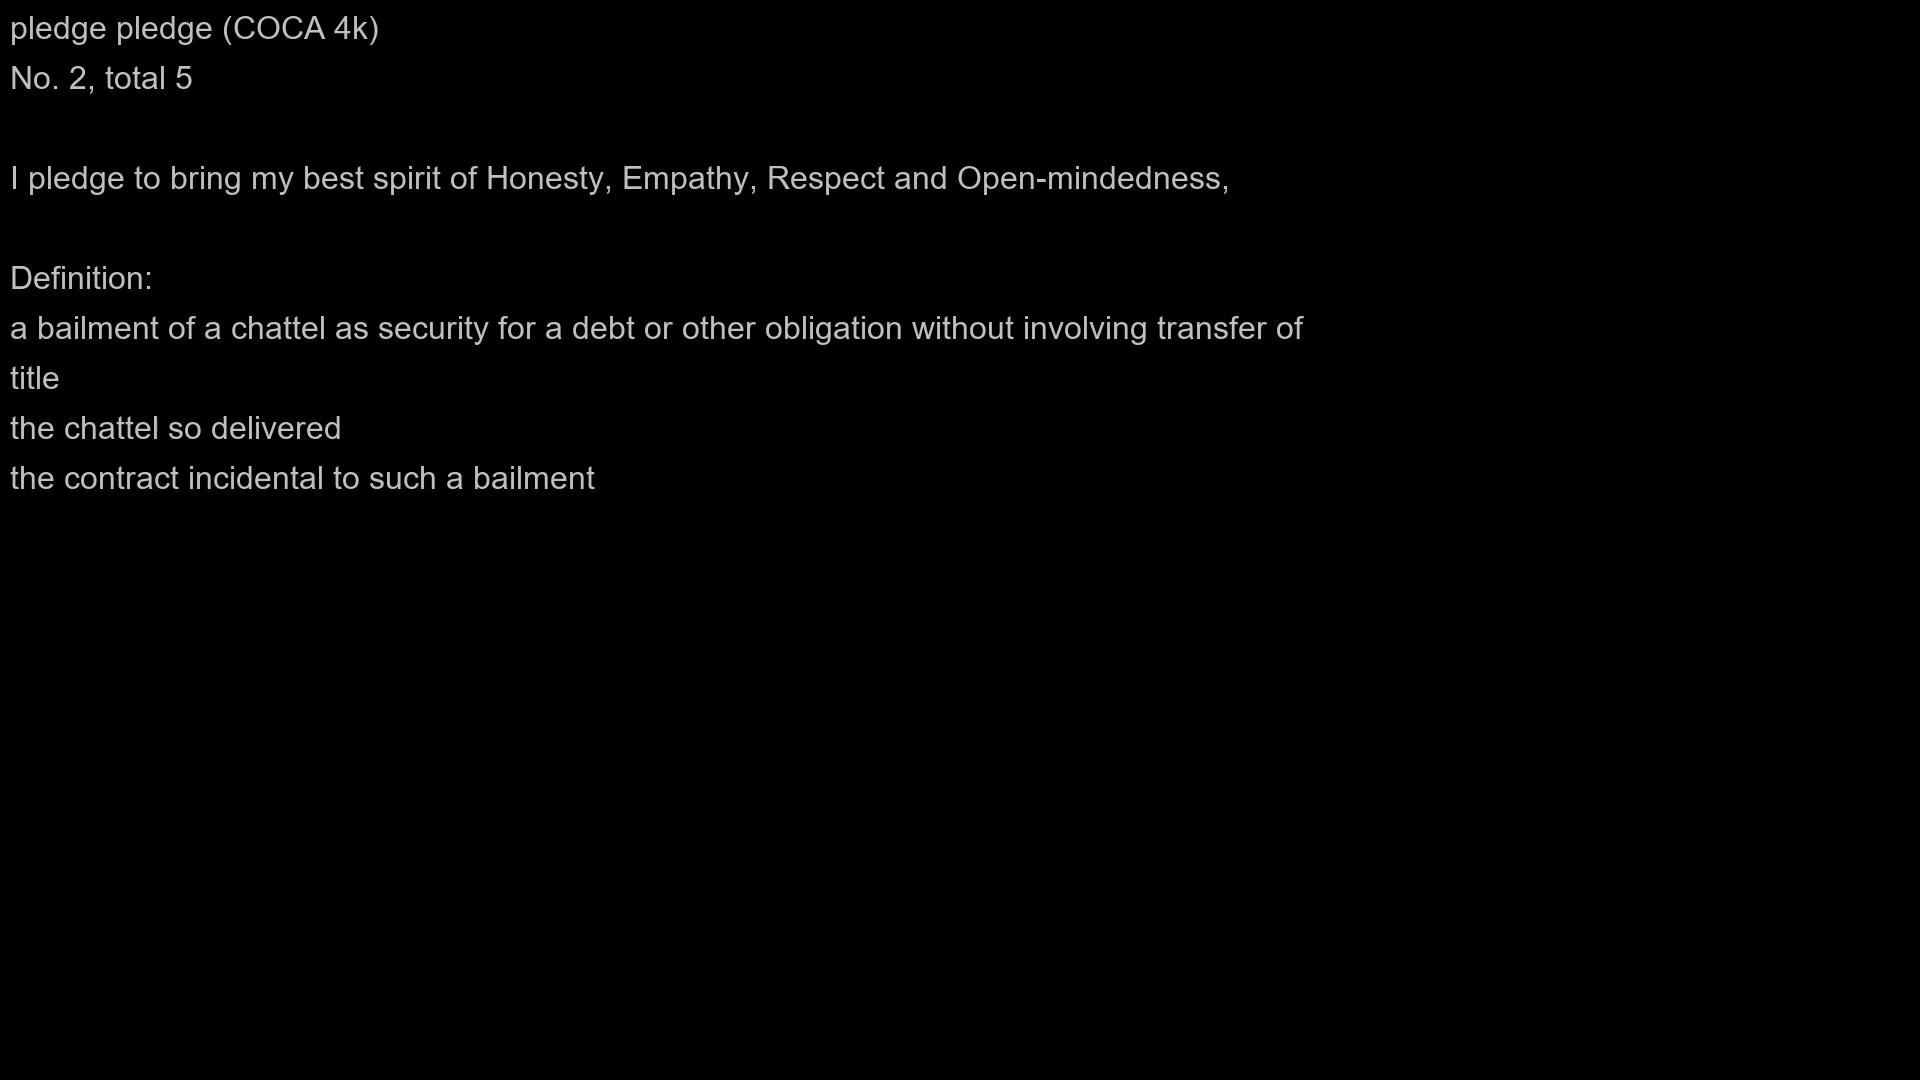 pledge pledge (COCA 4k)
No. 2, total 5
I pledge to bring my best spirit of Honesty, Empathy, Respect and Open-mindedness,
Definition:
a bailment of a chattel as security for a debt or other obligation without involving transfer of
title
the chattel so delivered
the contract incidental to such a bailment